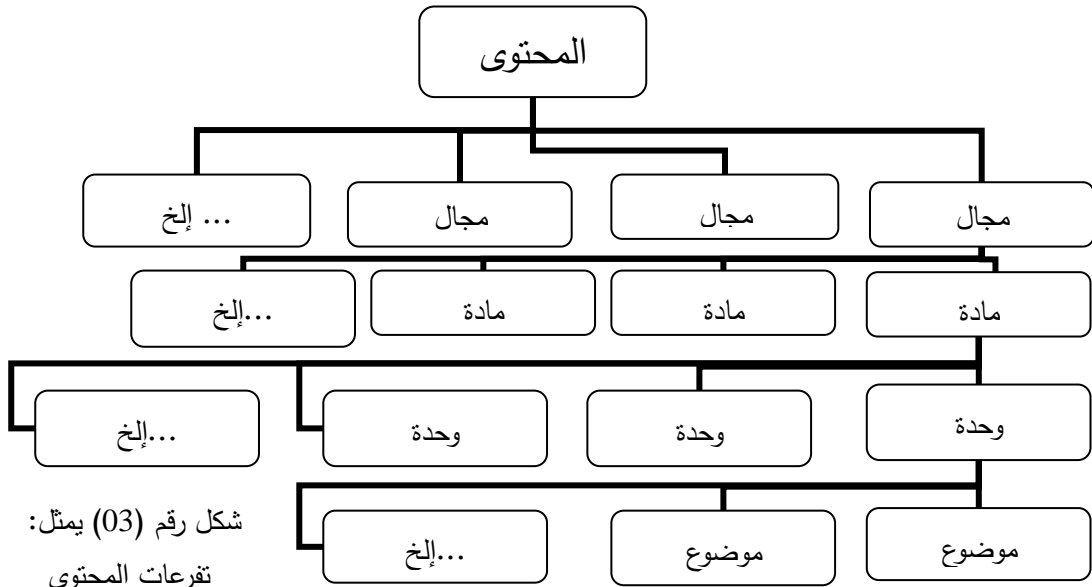 المحتوى
مجال
مجال
مجال
... إلخ
مادة
مادة
مادة
...إلخ
وحدة
وحدة
وحدة
...إلخ
موضوع
موضوع
...إلخ
شكل رقم (03) يمثل:
تفرعات المحتوى